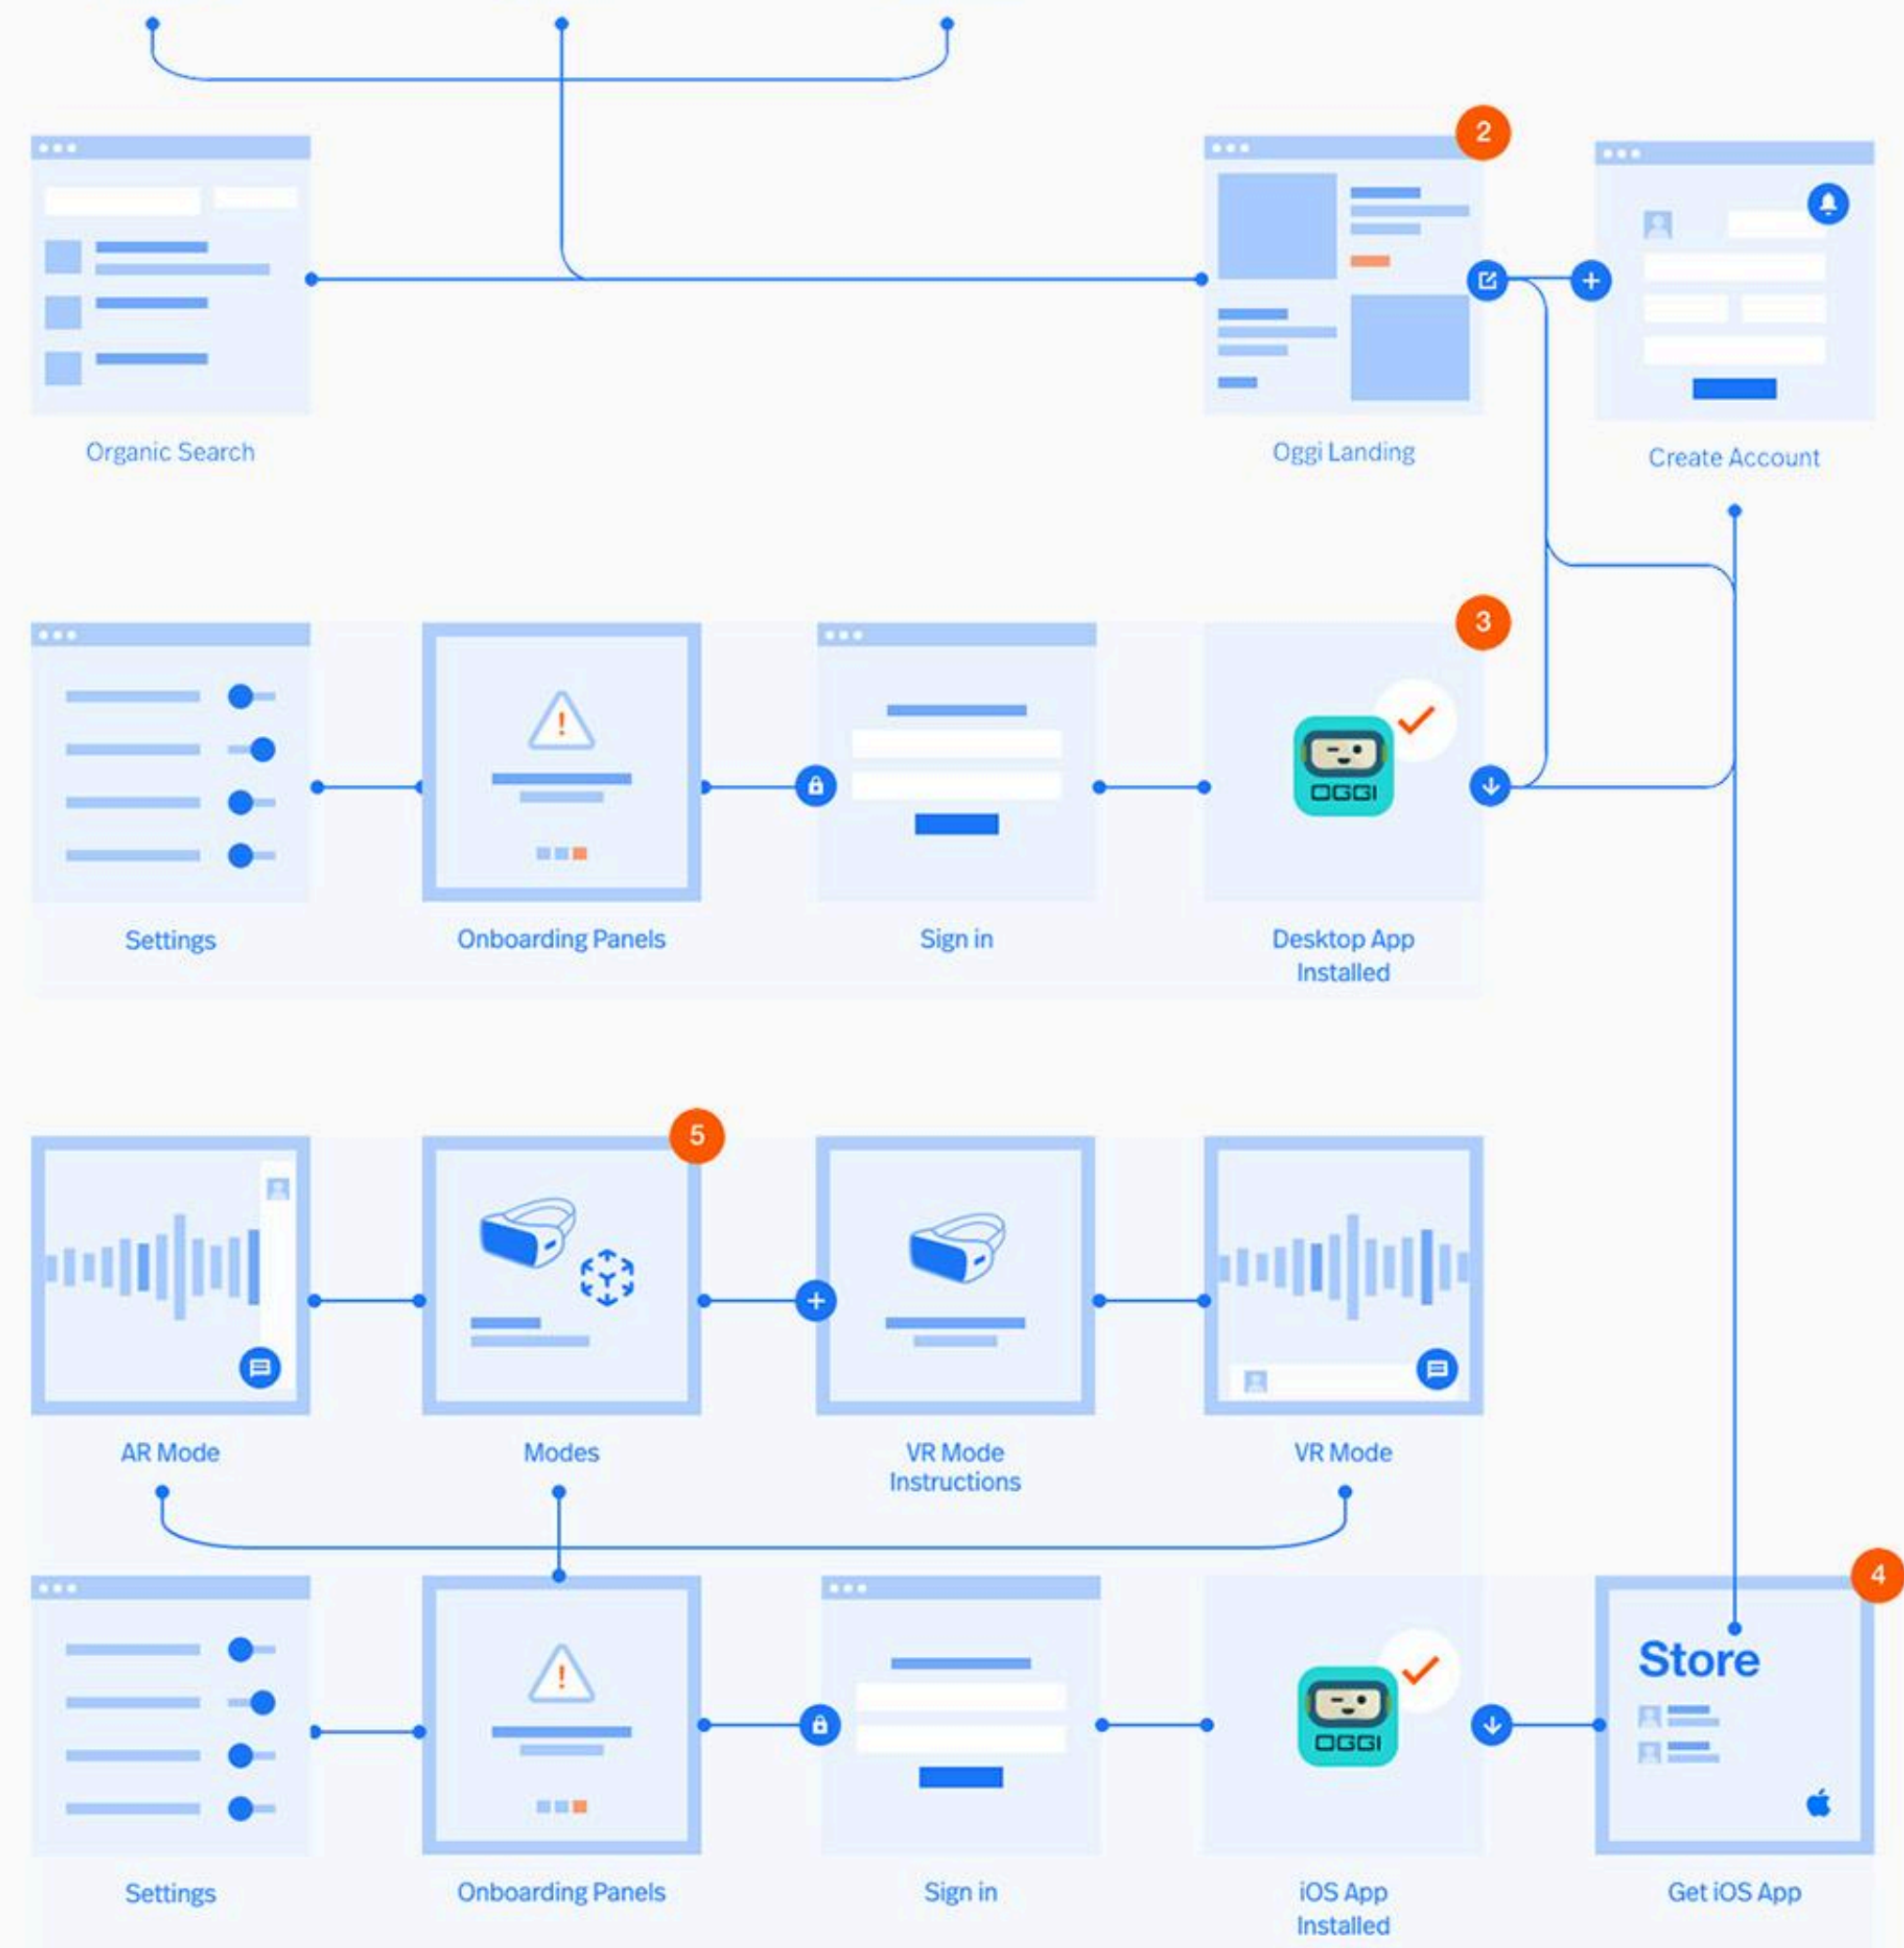 2
Organic Search
Oggi Landing
Create Account
3
OGGI
Settings
Onboarding Panels
Sign in
Desktop App
Installed
5
AR Mode
Modes
VR Mode
Instructions
VR Mode
4
Store
OGGI
Settings
Onboarding Panels
Sign in
iOS App
Installed
Get iOS App